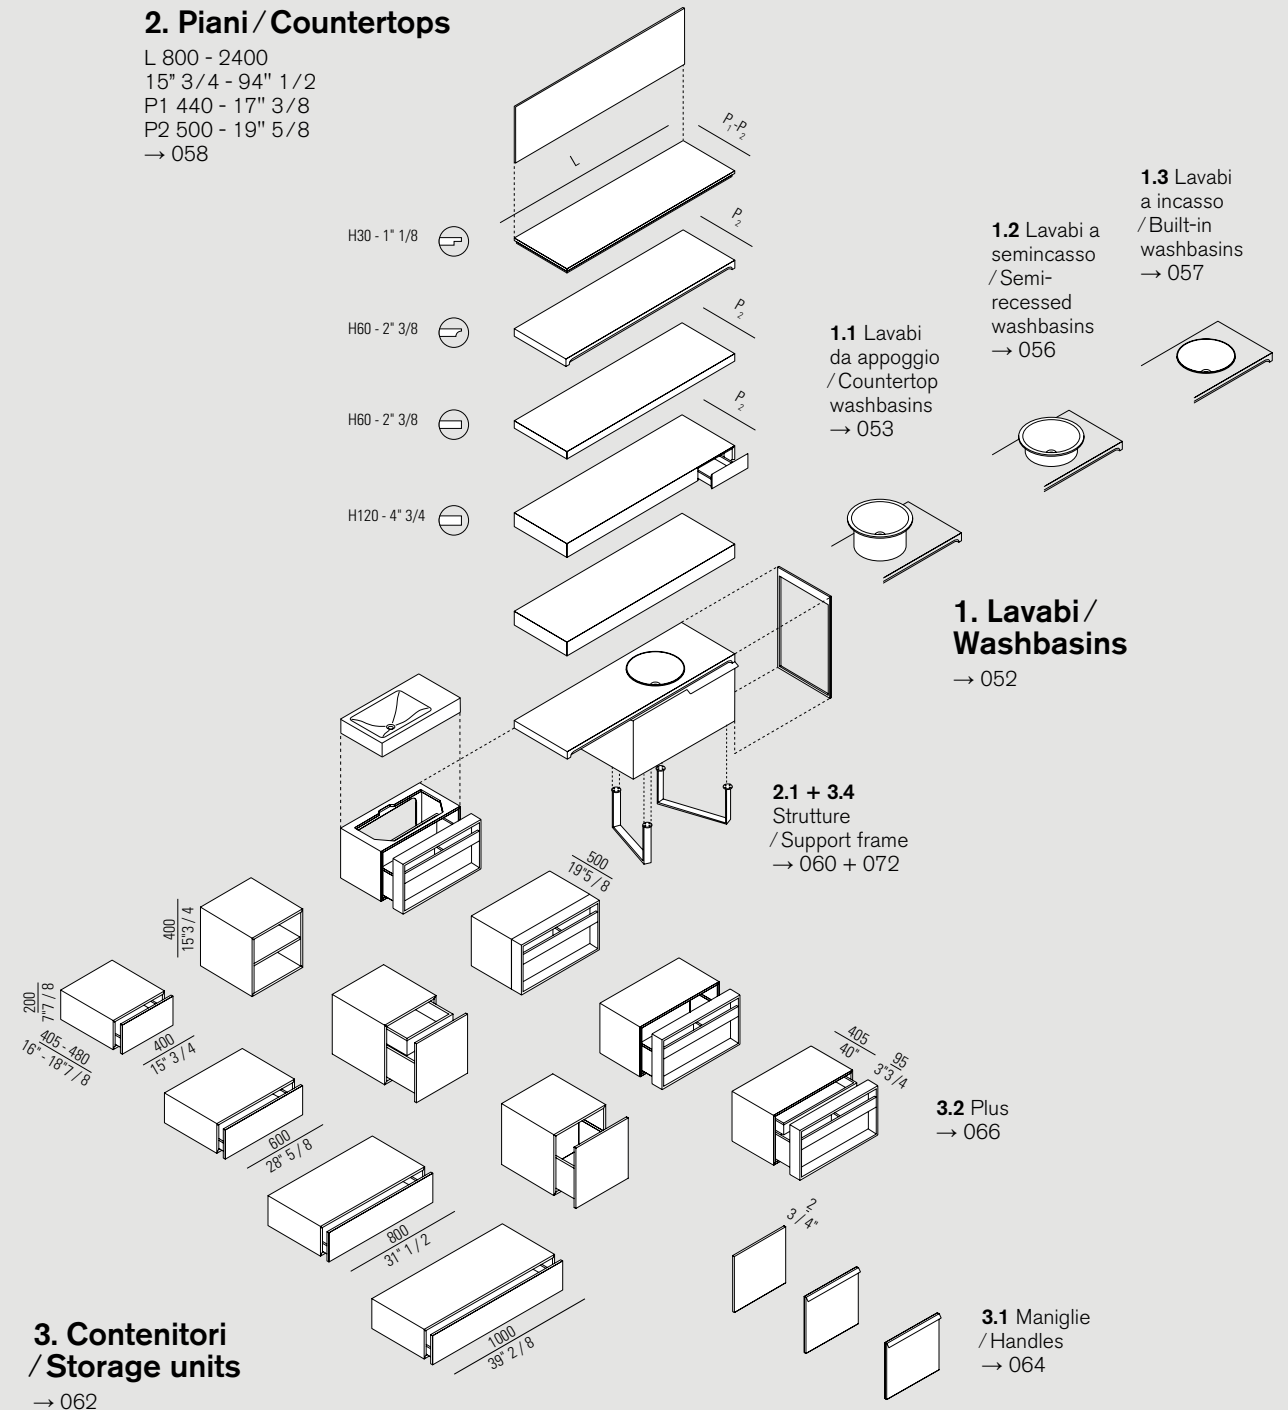 2. Piani / Countertops
L 800 - 2400
15" 3/4 - 94" 1/2
P1 440 - 17" 3/8
P2 500 - 19" 5/8
→ 058
P1-P2
L
H30 - 1" 1/8
P2
H60 - 2" 3/8
P2
H60 - 2" 3/8
P2
H120 - 4" 3/4
1.3 Lavabi
a incasso
/ Built-in
washbasins
→ 057
1.2 Lavabi a
semincasso
/ Semi-
recessed
washbasins
→ 056
1.1 Lavabi
da appoggio
/ Countertop
washbasins
→ 053
1. Lavabi /
Washbasins
→ 052
2.1 + 3.4
Strutture
/ Support frame
→ 060 + 072
500
19"5 / 8
400
15"3 / 4
200
7"7 / 8
405 - 480
16" - 18"7 / 8
400
15" 3 / 4
600
28" 5 / 8
800
31" 1 / 2
1000
39" 2 / 8
405
40"
95
3"3/4
3.2 Plus
→ 066
2
3 / 4"
3.1 Maniglie
/ Handles
→ 064
3. Contenitori
/ Storage units
→ 062